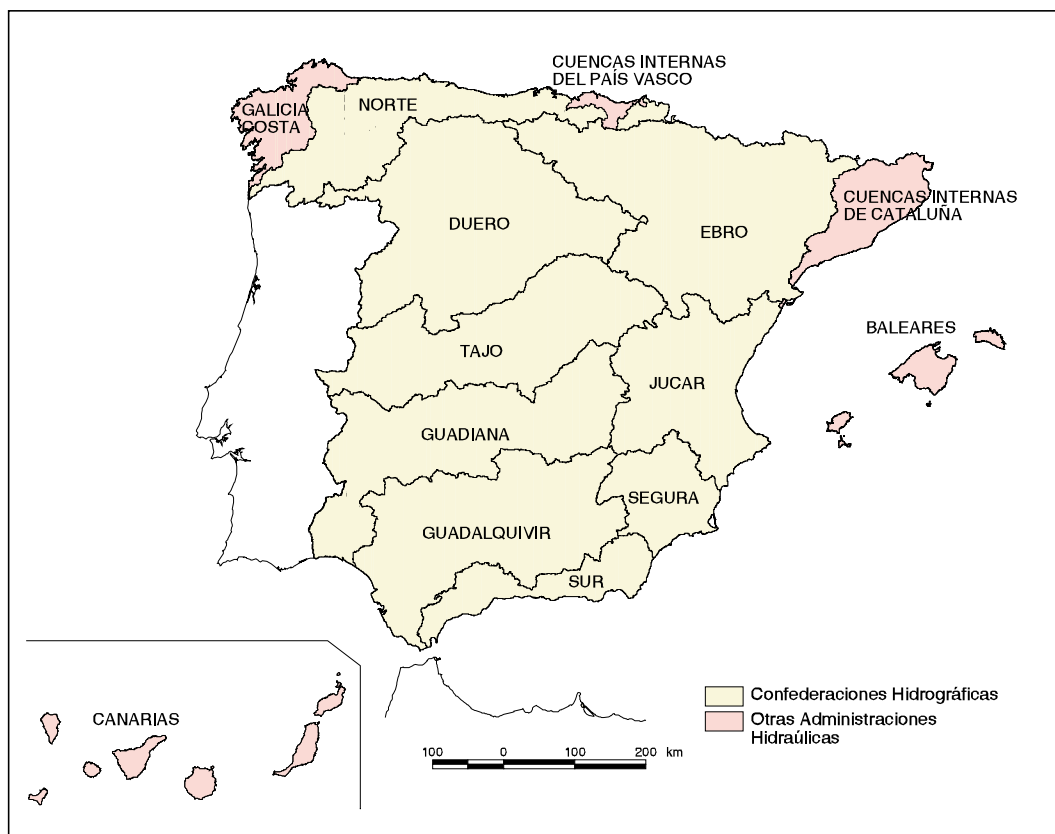 CUENCAS INTERNAS
DEL PAÍS VASCO
NORTE
GALICIA
COSTA
CUENCAS INTERNAS
DE CATALUÑA
DUERO
EBRO
BALEARES
TAJO
JUCAR
GUADIANA
SEGURA
GUADALQUIVIR
SUR
CANARIAS
Confederaciones Hidrográficas
Otras Administraciones
Hidraúlicas
100 0 100 200 km